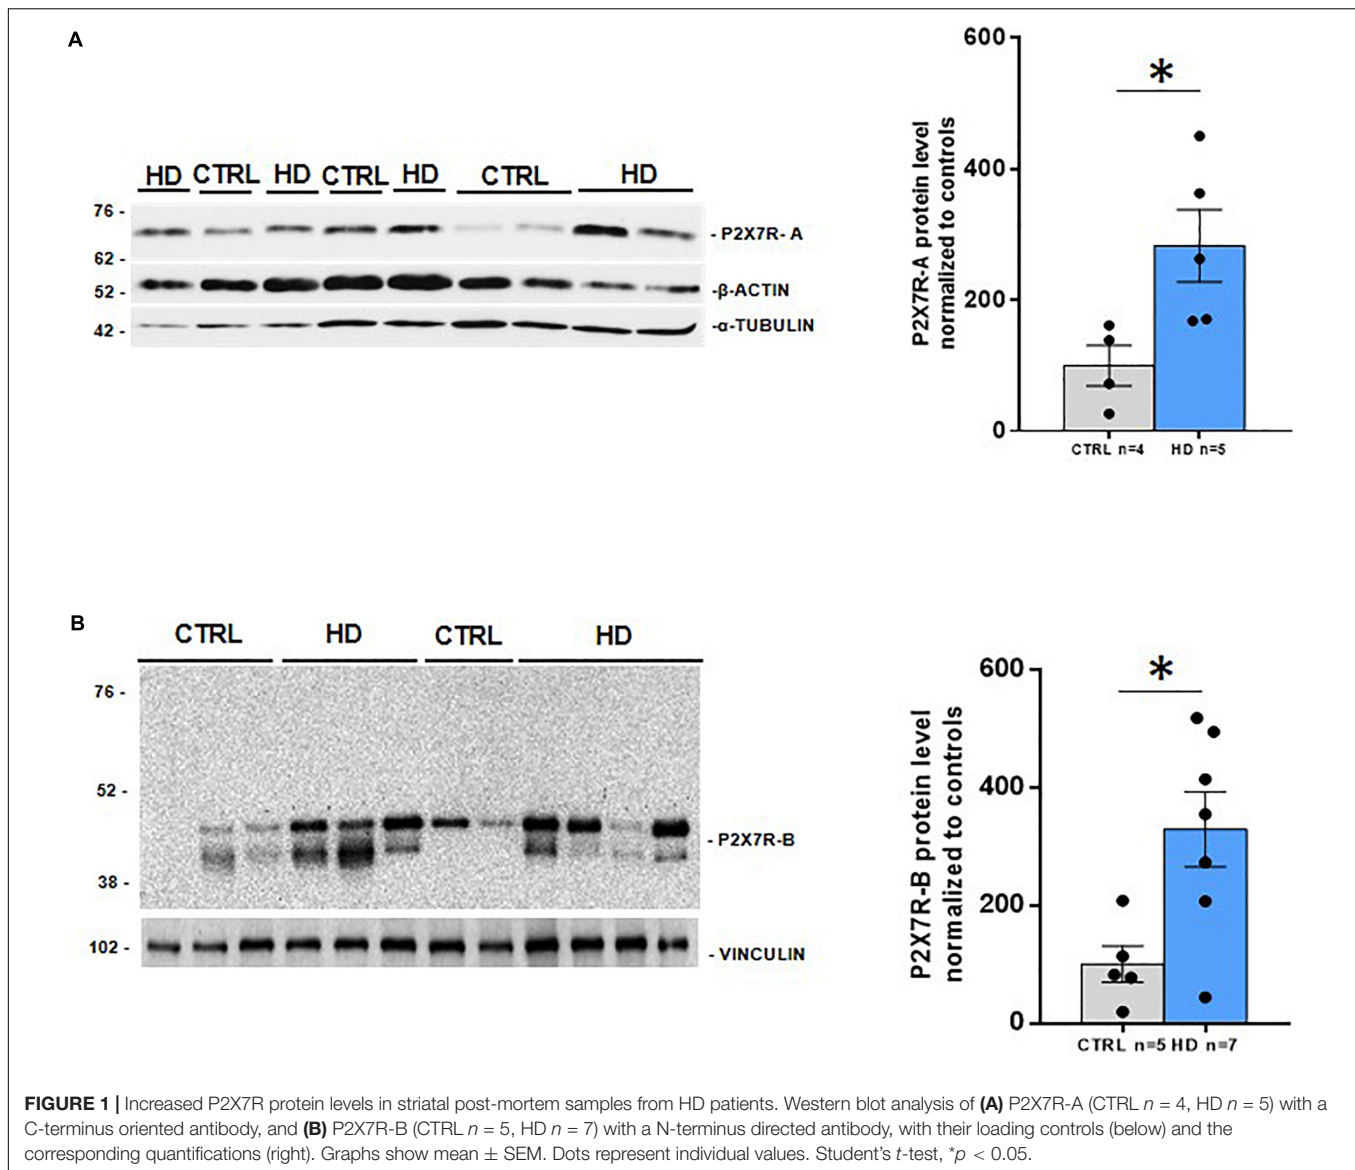 A
HD CTRL HD CTRL HD CTRL HD
76 -
- P2X7R- A
62 -
52 -
-β-ACTIN
42 -
-α-TUBULIN
P2X7R-A protein level
normalized to controls
600
400
200
0
*
CTRL n=4 HD n=5
B
CTRL HD CTRL HD
76 -
52 -
- P2X7R-B
38 -
102 -
- VINCULIN
P2X7R-B protein level
normalized to controls
600
400
200
0
*
CTRL n=5 HD n=7
FIGURE 1 | Increased P2X7R protein levels in striatal post-mortem samples from HD patients. Western blot analysis of (A) P2X7R-A (CTRL n = 4, HD n = 5) with a
C-terminus oriented antibody, and (B) P2X7R-B (CTRL n = 5, HD n = 7) with a N-terminus directed antibody, with their loading controls (below) and the
corresponding quantifications (right). Graphs show mean ± SEM. Dots represent individual values. Student's t-test, *p < 0.05.